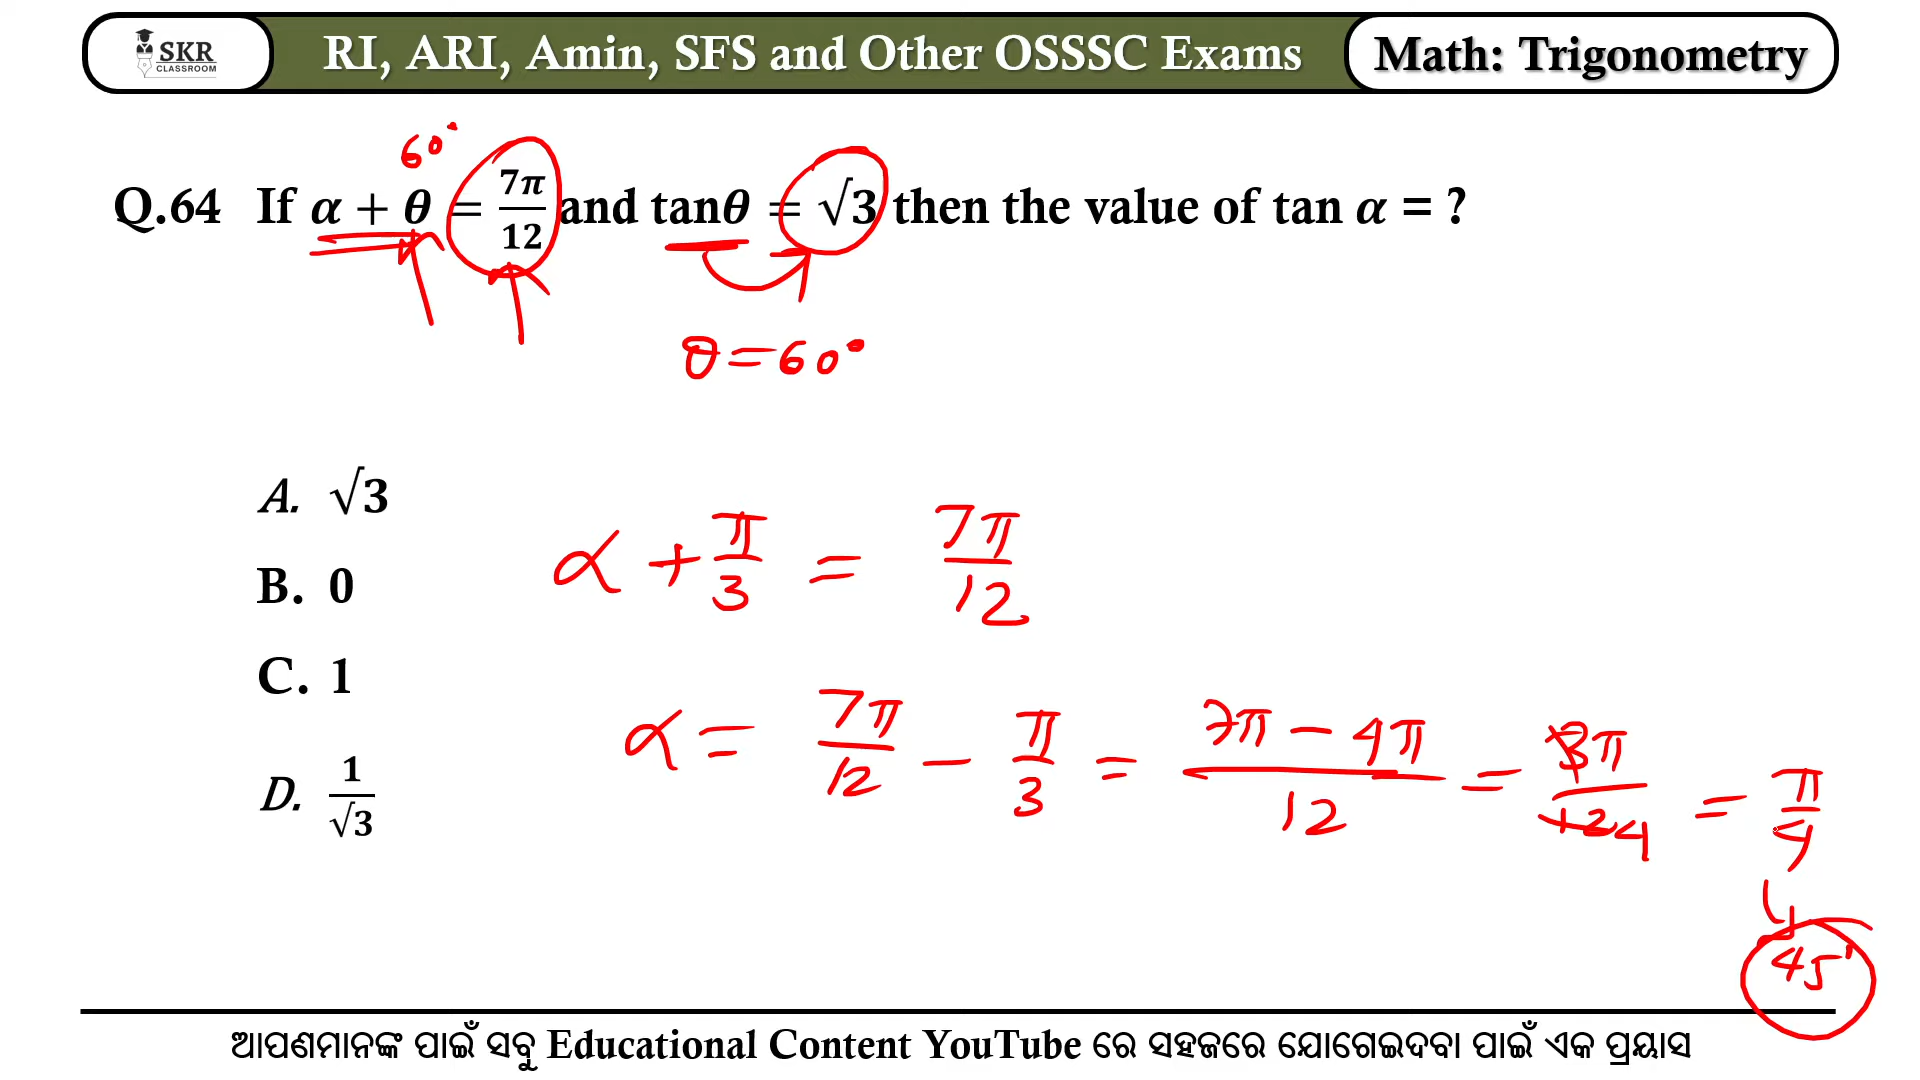 SKR CLASSROOM
RI, ARI, Amin, SFS and Other OSSSC Exams
Math: Trigonometry
60°
Q.64 If α + θ = 7π/12 and tanθ = √3 then the value of tan α = ?
θ = 60°
A. √3
B. 0
C. 1
D. 1/√3
α + π/3 = 7π/12
α = 7π/12 − π/3 = 7π − 4π/12 = 3π/12 4 = π/4
45°
ଆପଣମାନଙ୍କ ପାଇଁ ସବୁ Educational Content YouTube ରେ ସହଜରେ ଯୋଗେଇଦବା ପାଇଁ ଏକ ପ୍ରୟାସ